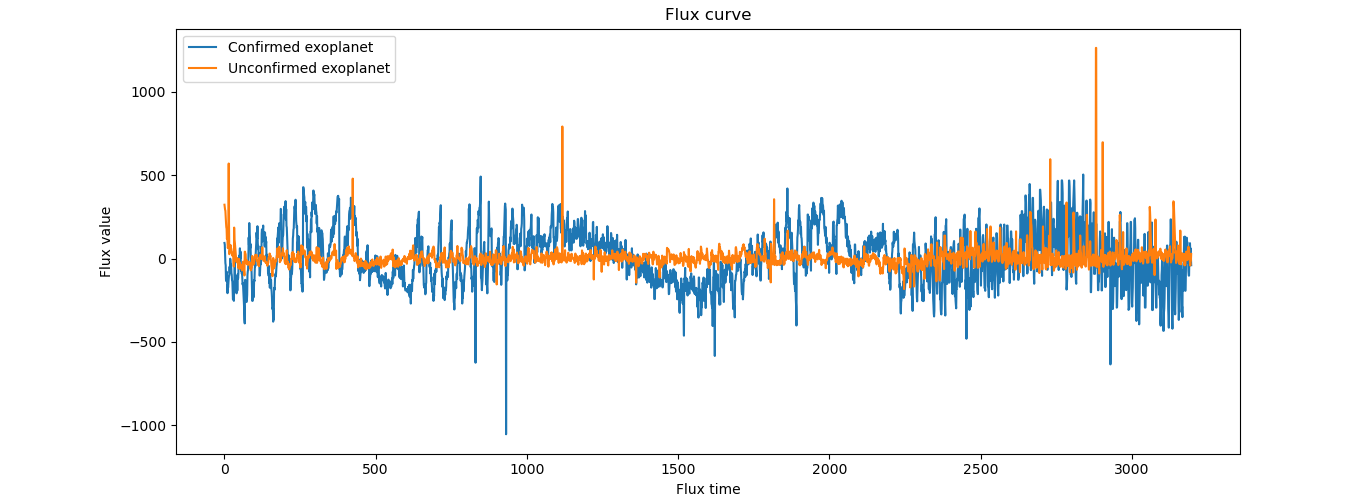 Flux curve
Confirmed exoplanet
Unconfirmed exoplanet
1000
500
0
−500
−1000
Flux value
0 500 1000 1500 2000 2500 3000
Flux time